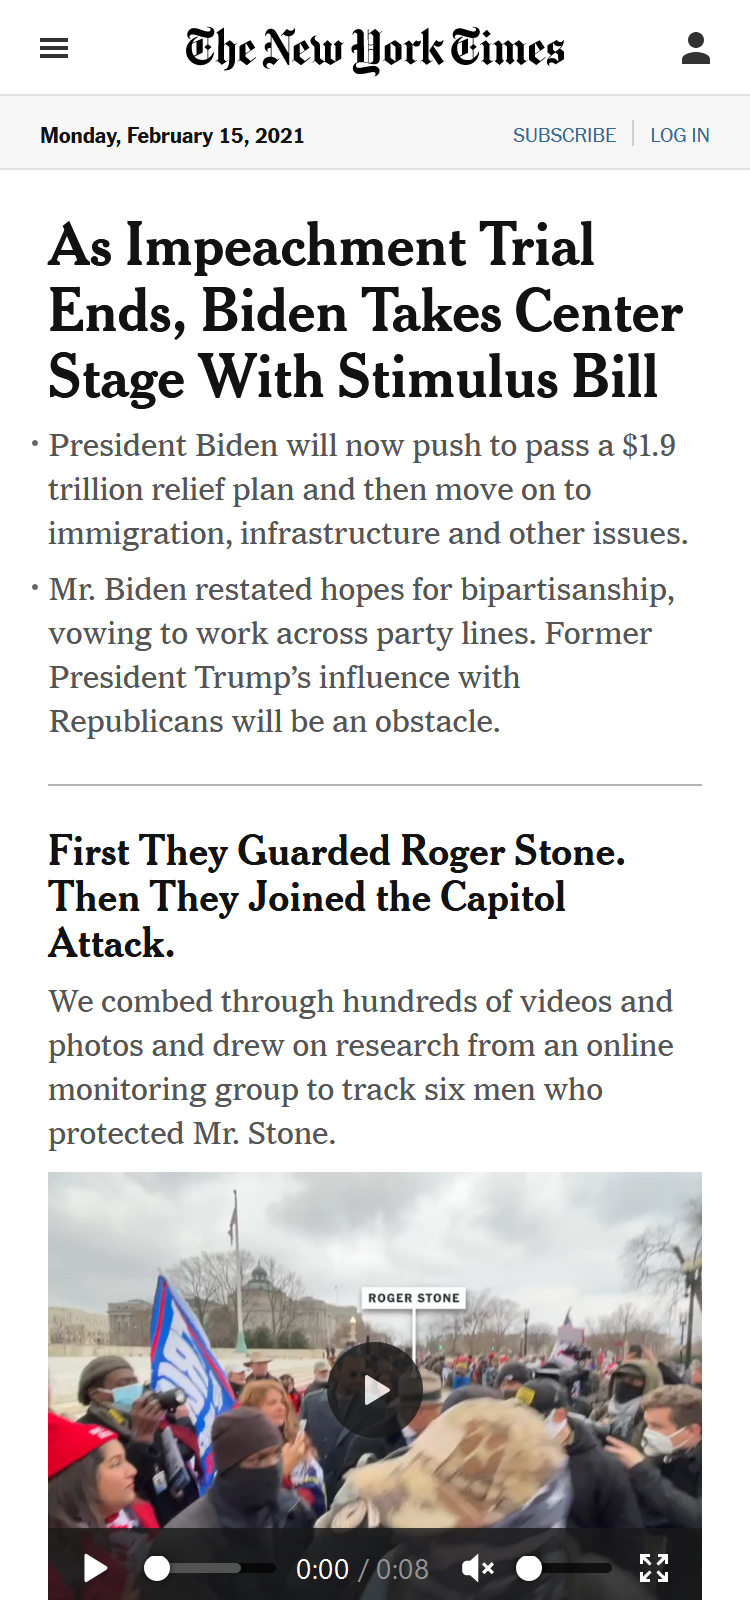 The New York Times
Monday, February 15, 2021
SUBSCRIBE
LOG IN
As Impeachment Trial
Ends, Biden Takes Center
Stage With Stimulus Bill
• President Biden will now push to pass a $1.9
trillion relief plan and then move on to
immigration, infrastructure and other issues.
• Mr. Biden restated hopes for bipartisanship,
vowing to work across party lines. Former
President Trump’s influence with
Republicans will be an obstacle.
First They Guarded Roger Stone.
Then They Joined the Capitol
Attack.
We combed through hundreds of videos and
photos and drew on research from an online
monitoring group to track six men who
protected Mr. Stone.
ROGER STONE
0:00 / 0:08